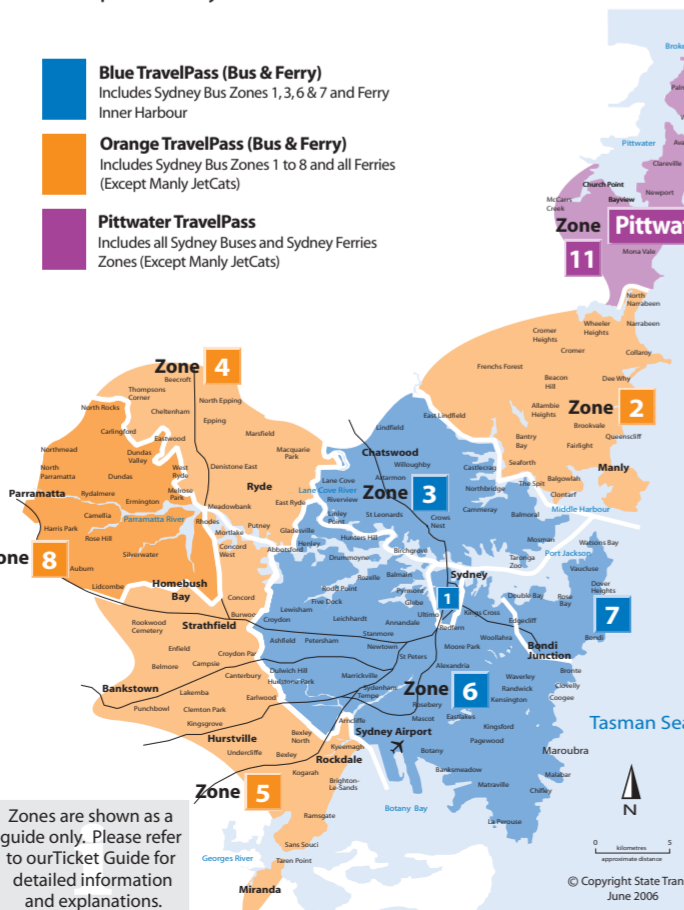 Blue TravelPass (Bus & Ferry)
Includes Sydney Bus Zones 1, 3, 6 & 7 and Ferry
Inner Harbour
Orange TravelPass (Bus & Ferry)
Includes Sydney Bus Zones 1 to 8 and all Ferries
(Except Manly JetCats)
Pittwater TravelPass
Includes all Sydney Buses and Sydney Ferries
Zones (Except Manly JetCats)
Pittwater
Clareville
Church Point
McCarrs
Creek
Bayview
Newport
Zone
11
Mona Vale
North
Narrabeen
Wheeler
Heights
Narrabeen
Cromer
Heights
Cromer
Collaroy
Frenchs Forest
Beacon
Hill
Dee Why
Allambie
Heights
Zone 2
Brookvale
Queenscliff
Bantry
Bay
Fairlight
Manly
Seaforth
Balgowlah
The Spit
Clontarf
Middle Harbour
Zone 4
Beecroft
Thompsons
Corner
North Epping
North Rocks
Cheltenham
Epping
Carlingford
Eastwood
Marsfield
Northmead
Dundas
Valley
Macquarie
Park
North
Parramatta
West
Ryde
Denistone East
Dundas
Ryde
Parramatta
Rydalmere
Melrose
Park
Ermington
Meadowbank
East Ryde
Camellia
Parramatta River
Rhodes
Putney
Gladesville
Harris Park
Mortlake
Rose Hill
Concord
West
Henley
Abbotsford
Silverwater
8
Auburn
Lidcombe
Homebush
Bay
Concord
Burwood
Rookwood
Cemetery
Strathfield
Croydon
Enfield
Croydon Par
Belmore
Campsie
Canterbury
Bankstown
Lakemba
Earlwood
Punchbowl
Clemton Park
Kingsgrove
Hurstville
Bexley
North
Undercliffe
Bexley
Kyeemagh
Rockdale
Kogarah
Brighton-
Le-Sands
Zone 5
Ramsgate
Sans Souci
Georges River
Taren Point
Miranda
East Lindfield
Lindfield
Chatswood
Willoughby
Castlecrag
Artarmon
Lane Cove
Lane Cove River
Riverview
Zone 3
Northbridge
Linley
Point
St Leonards
Crows
Nest
Cammeray
Balmoral
Hunters Hill
Mosman
Watsons Bay
Birchgrove
Drummoyne
Taronga
Zoo
Port Jackson
Vaucluse
Rozelle
Balmain
Sydney
Dover
Heights
Rodd Point
Pyrmont
1
Double Bay
Rose
Bay
7
Five Dock
Glebe
Lewisham
Ultimo
Kings Cross
Leichhardt
Annandale
Redfern
Edgecliff
Bondi
Ashfield
Petersham
Stanmore
Woollahra
Newtown
Moore Park
Bondi
Junction
St Peters
Alexandria
Dulwich Hill
Bronte
Hurlstone Park
Marrickville
Waverley
Clovelly
Sydenham
Zone 6
Randwick
Tempe
Kensington
Coogee
Rosebery
Arncliffe
Mascot
Eastlakes
Kingsford
Tasman Sea
Sydney Airport
Pagewood
Botany
Maroubra
Banksmeadow
Malabar
Matraville
Chifley
Botany Bay
La Perouse
N
0 kilometres 5
approximate distance
Zones are shown as a
guide only. Please refer
to ourTicket Guide for
detailed information
and explanations.
© Copyright State Tran
June 2006